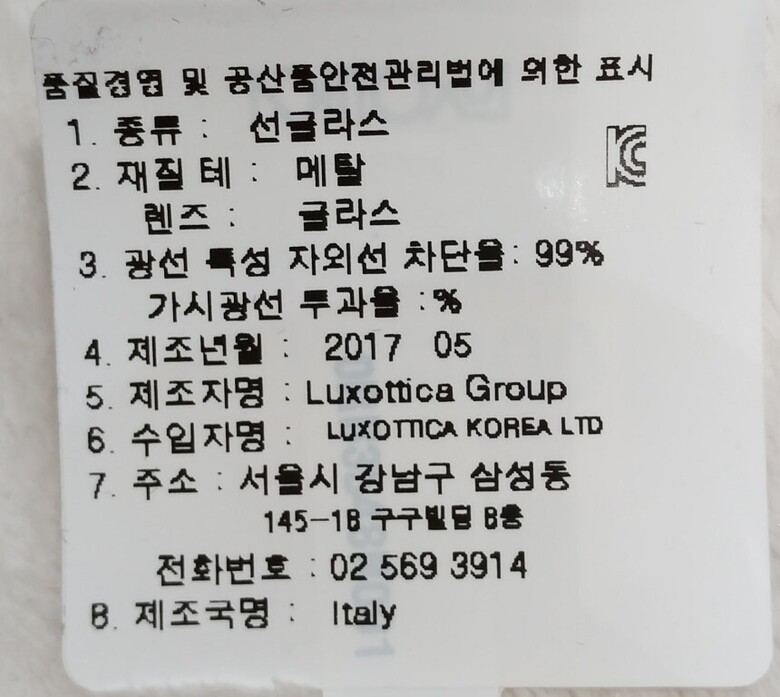 품질경영 및 공산품안전관리법에 의한 표시
1. 종류 : 선글라스
2. 재질 테 : 메탈
렌즈 : 글라스
3. 광선 특성 자외선 차단율: 99%
가시광선 투과율 :%
4. 제조년월 : 2017 05
5. 제조자명 : Luxottica Group
6. 수입자명 : LUXOTTICA KOREA LTD
7. 주소 : 서울시 강남구 삼성동
145-18 구구빌딩 8층
전화번호 : 02 569 3914
8. 제조국명 : Italy